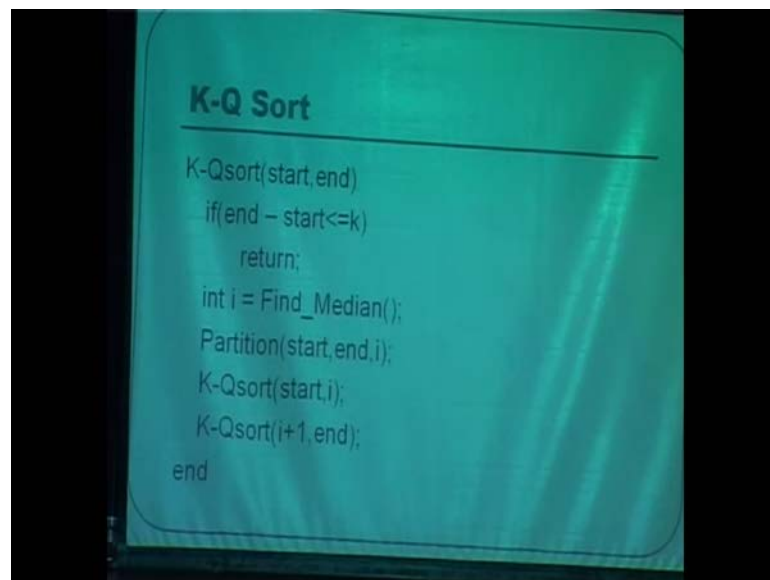 K-Q Sort
K-Qsort(start,end)
if(end – start<=k)
return;
int i = Find_Median();
Partition(start,end,i);
K-Qsort(start,i);
K-Qsort(i+1,end);
end